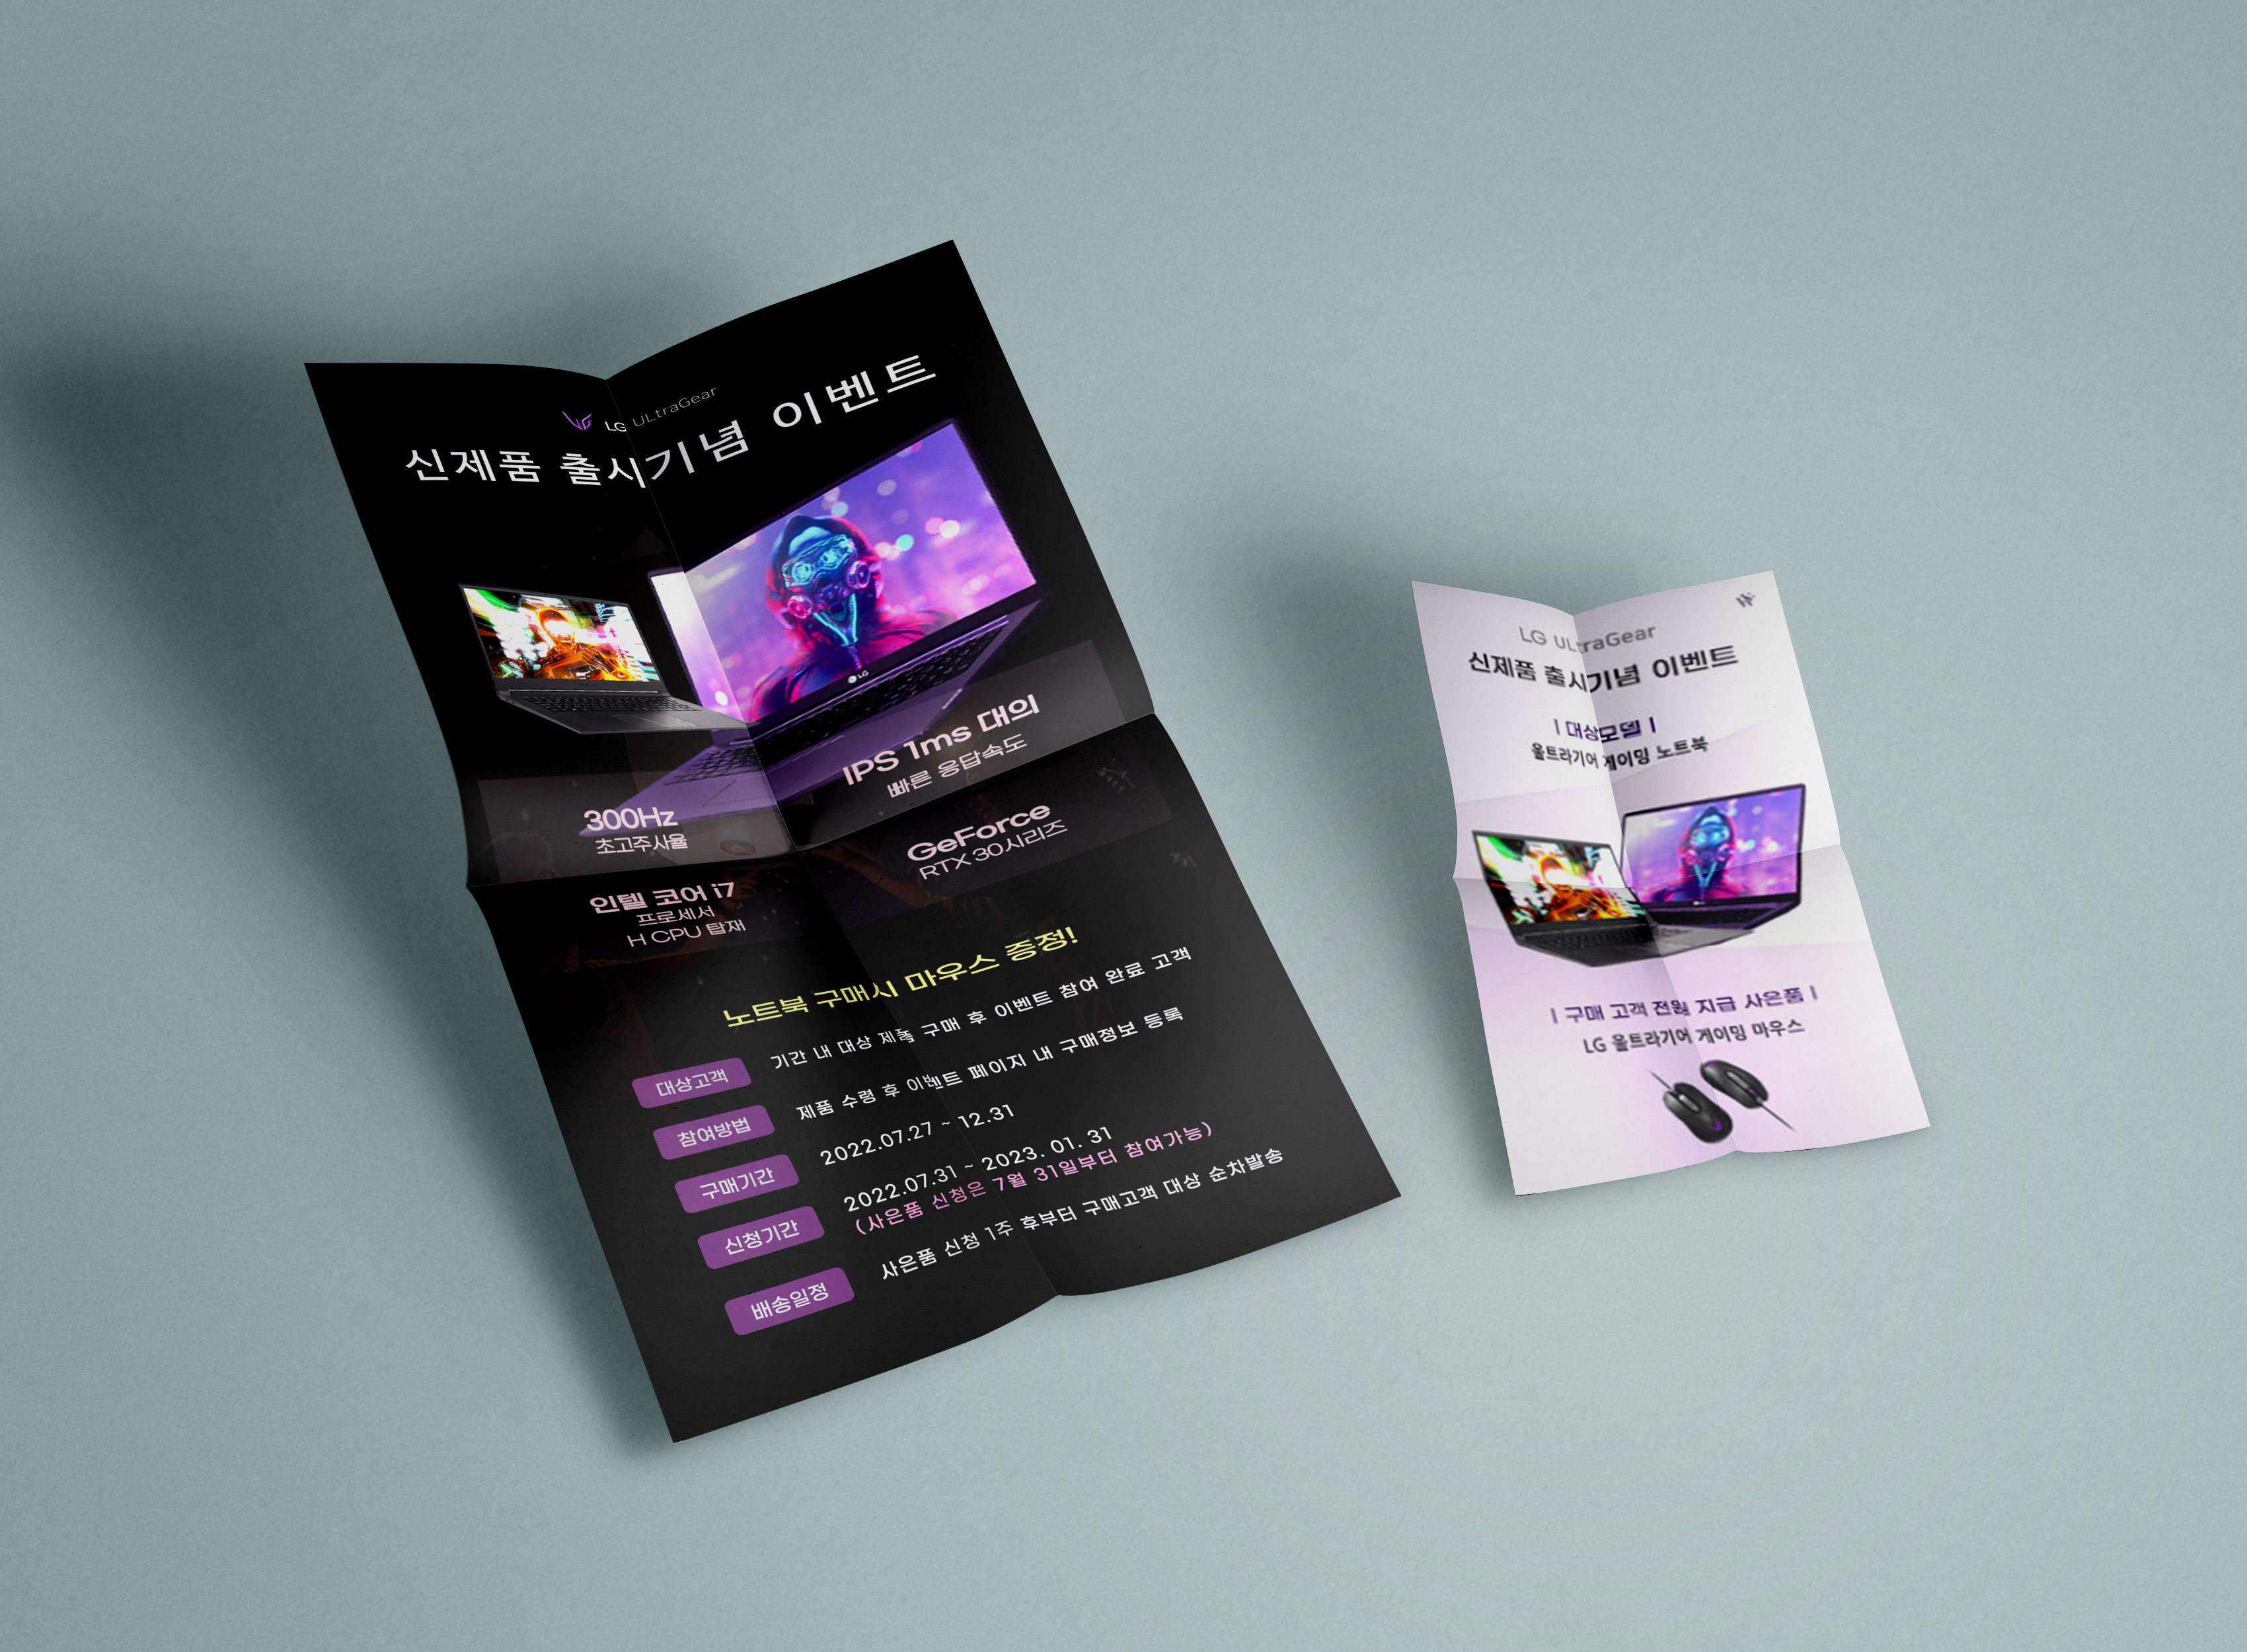 LG ULtraGear
신제품 출시기념 이벤트
LG
300Hz
초고주사율
IPS 1ms 대의
빠른 응답속도
인텔 코어 i7
프로세서
H CPU 탑재
GeForce
RTX 30시리즈
노트북 구매시 마우스 증정!
대상고객 기간 내 대상 제품 구매 후 이벤트 참여 완료 고객
참여방법 제품 수령 후 이벤트 페이지 내 구매정보 등록
구매기간 2022.07.27 ~ 12.31
신청기간 2022.07.31 ~ 2023. 01. 31
(사은품 신청은 7월 31일부터 참여가능)
배송일정 사은품 신청 1주 후부터 구매고객 대상 순차발송
LG ULtraGear
신제품 출시기념 이벤트
| 대상모델 |
울트라기어 게이밍 노트북
| 구매 고객 전원 지급 사은품 |
LG 울트라기어 게이밍 마우스